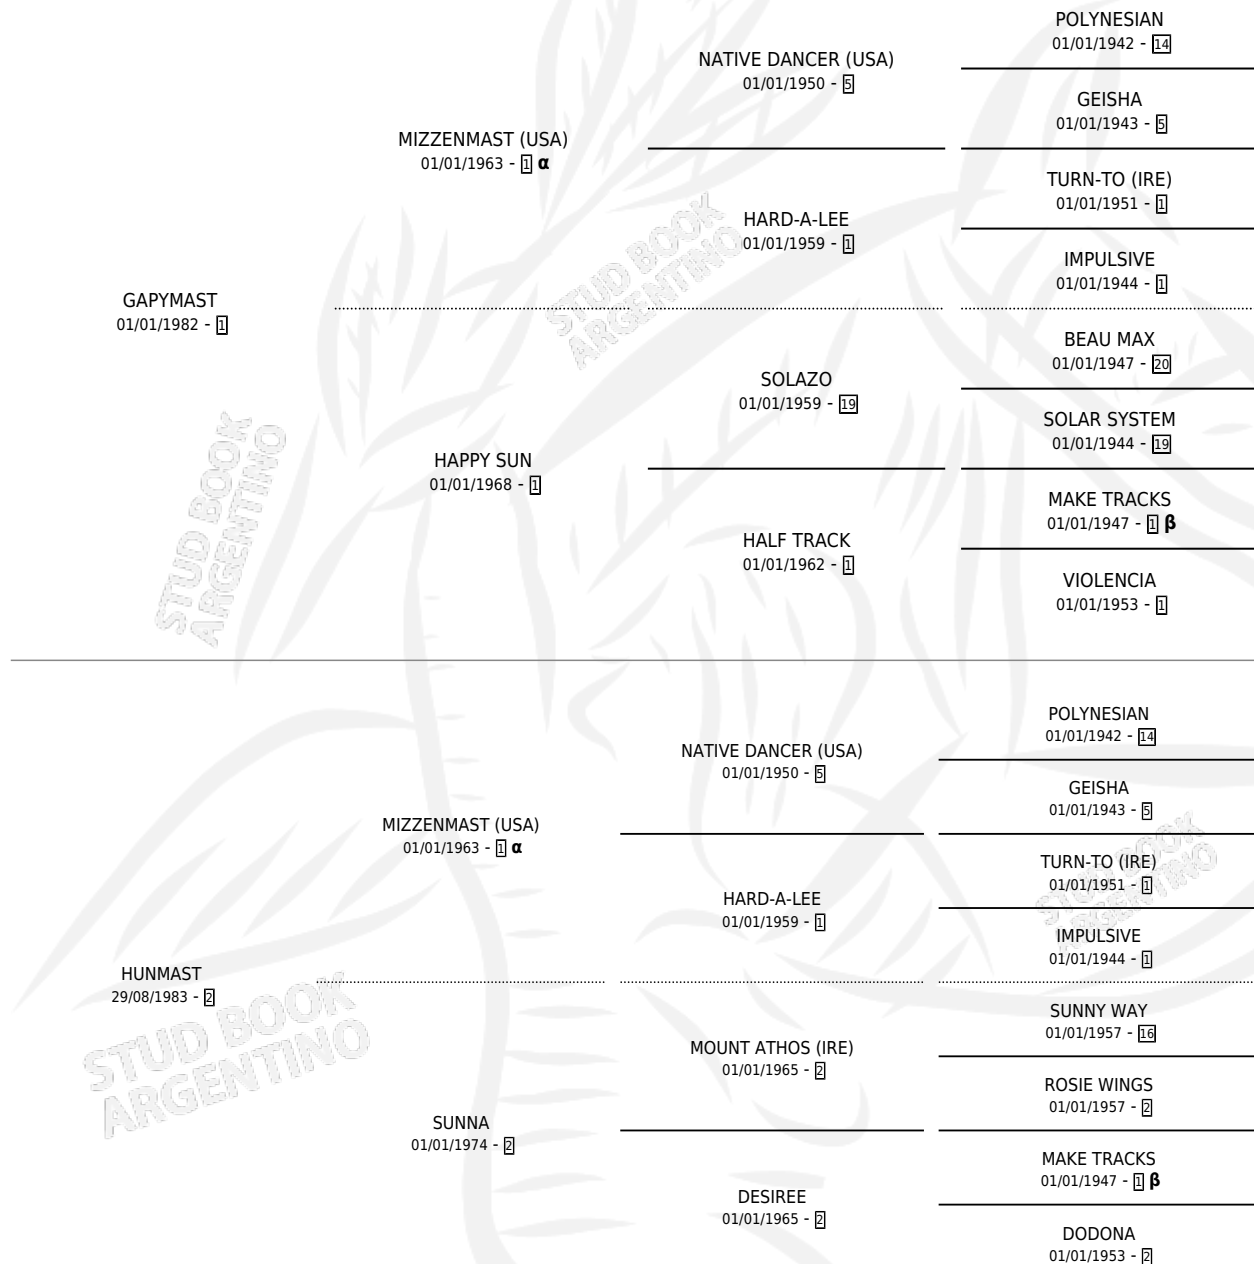 POLYNESIAN
01/01/1942 - 14
NATIVE DANCER (USA)
01/01/1950 - 5
GEISHA
01/01/1943 - 5
MIZZENMAST (USA)
01/01/1963 - 1 α
TURN-TO (IRE)
01/01/1951 - 1
HARD-A-LEE
01/01/1959 - 1
IMPULSIVE
01/01/1944 - 1
GAPYMAST
01/01/1982 - 1
BEAU MAX
01/01/1947 - 20
SOLAZO
01/01/1959 - 19
SOLAR SYSTEM
01/01/1944 - 19
HAPPY SUN
01/01/1968 - 1
MAKE TRACKS
01/01/1947 - 1 β
HALF TRACK
01/01/1962 - 1
VIOLENCIA
01/01/1953 - 1
STUD BOOK
ARGENTINO
STUD BOOK
ARGENTINO
POLYNESIAN
01/01/1942 - 14
NATIVE DANCER (USA)
01/01/1950 - 5
GEISHA
01/01/1943 - 5
MIZZENMAST (USA)
01/01/1963 - 1 α
TURN-TO (IRE)
01/01/1951 - 1
HARD-A-LEE
01/01/1959 - 1
IMPULSIVE
01/01/1944 - 1
HUNMAST
29/08/1983 - 2
SUNNY WAY
01/01/1957 - 16
MOUNT ATHOS (IRE)
01/01/1965 - 2
ROSIE WINGS
01/01/1957 - 2
SUNNA
01/01/1974 - 2
MAKE TRACKS
01/01/1947 - 1 β
DESIREE
01/01/1965 - 2
DODONA
01/01/1953 - 2
STUD BOOK
ARGENTINO
STUD BOOK
ARGENTINO